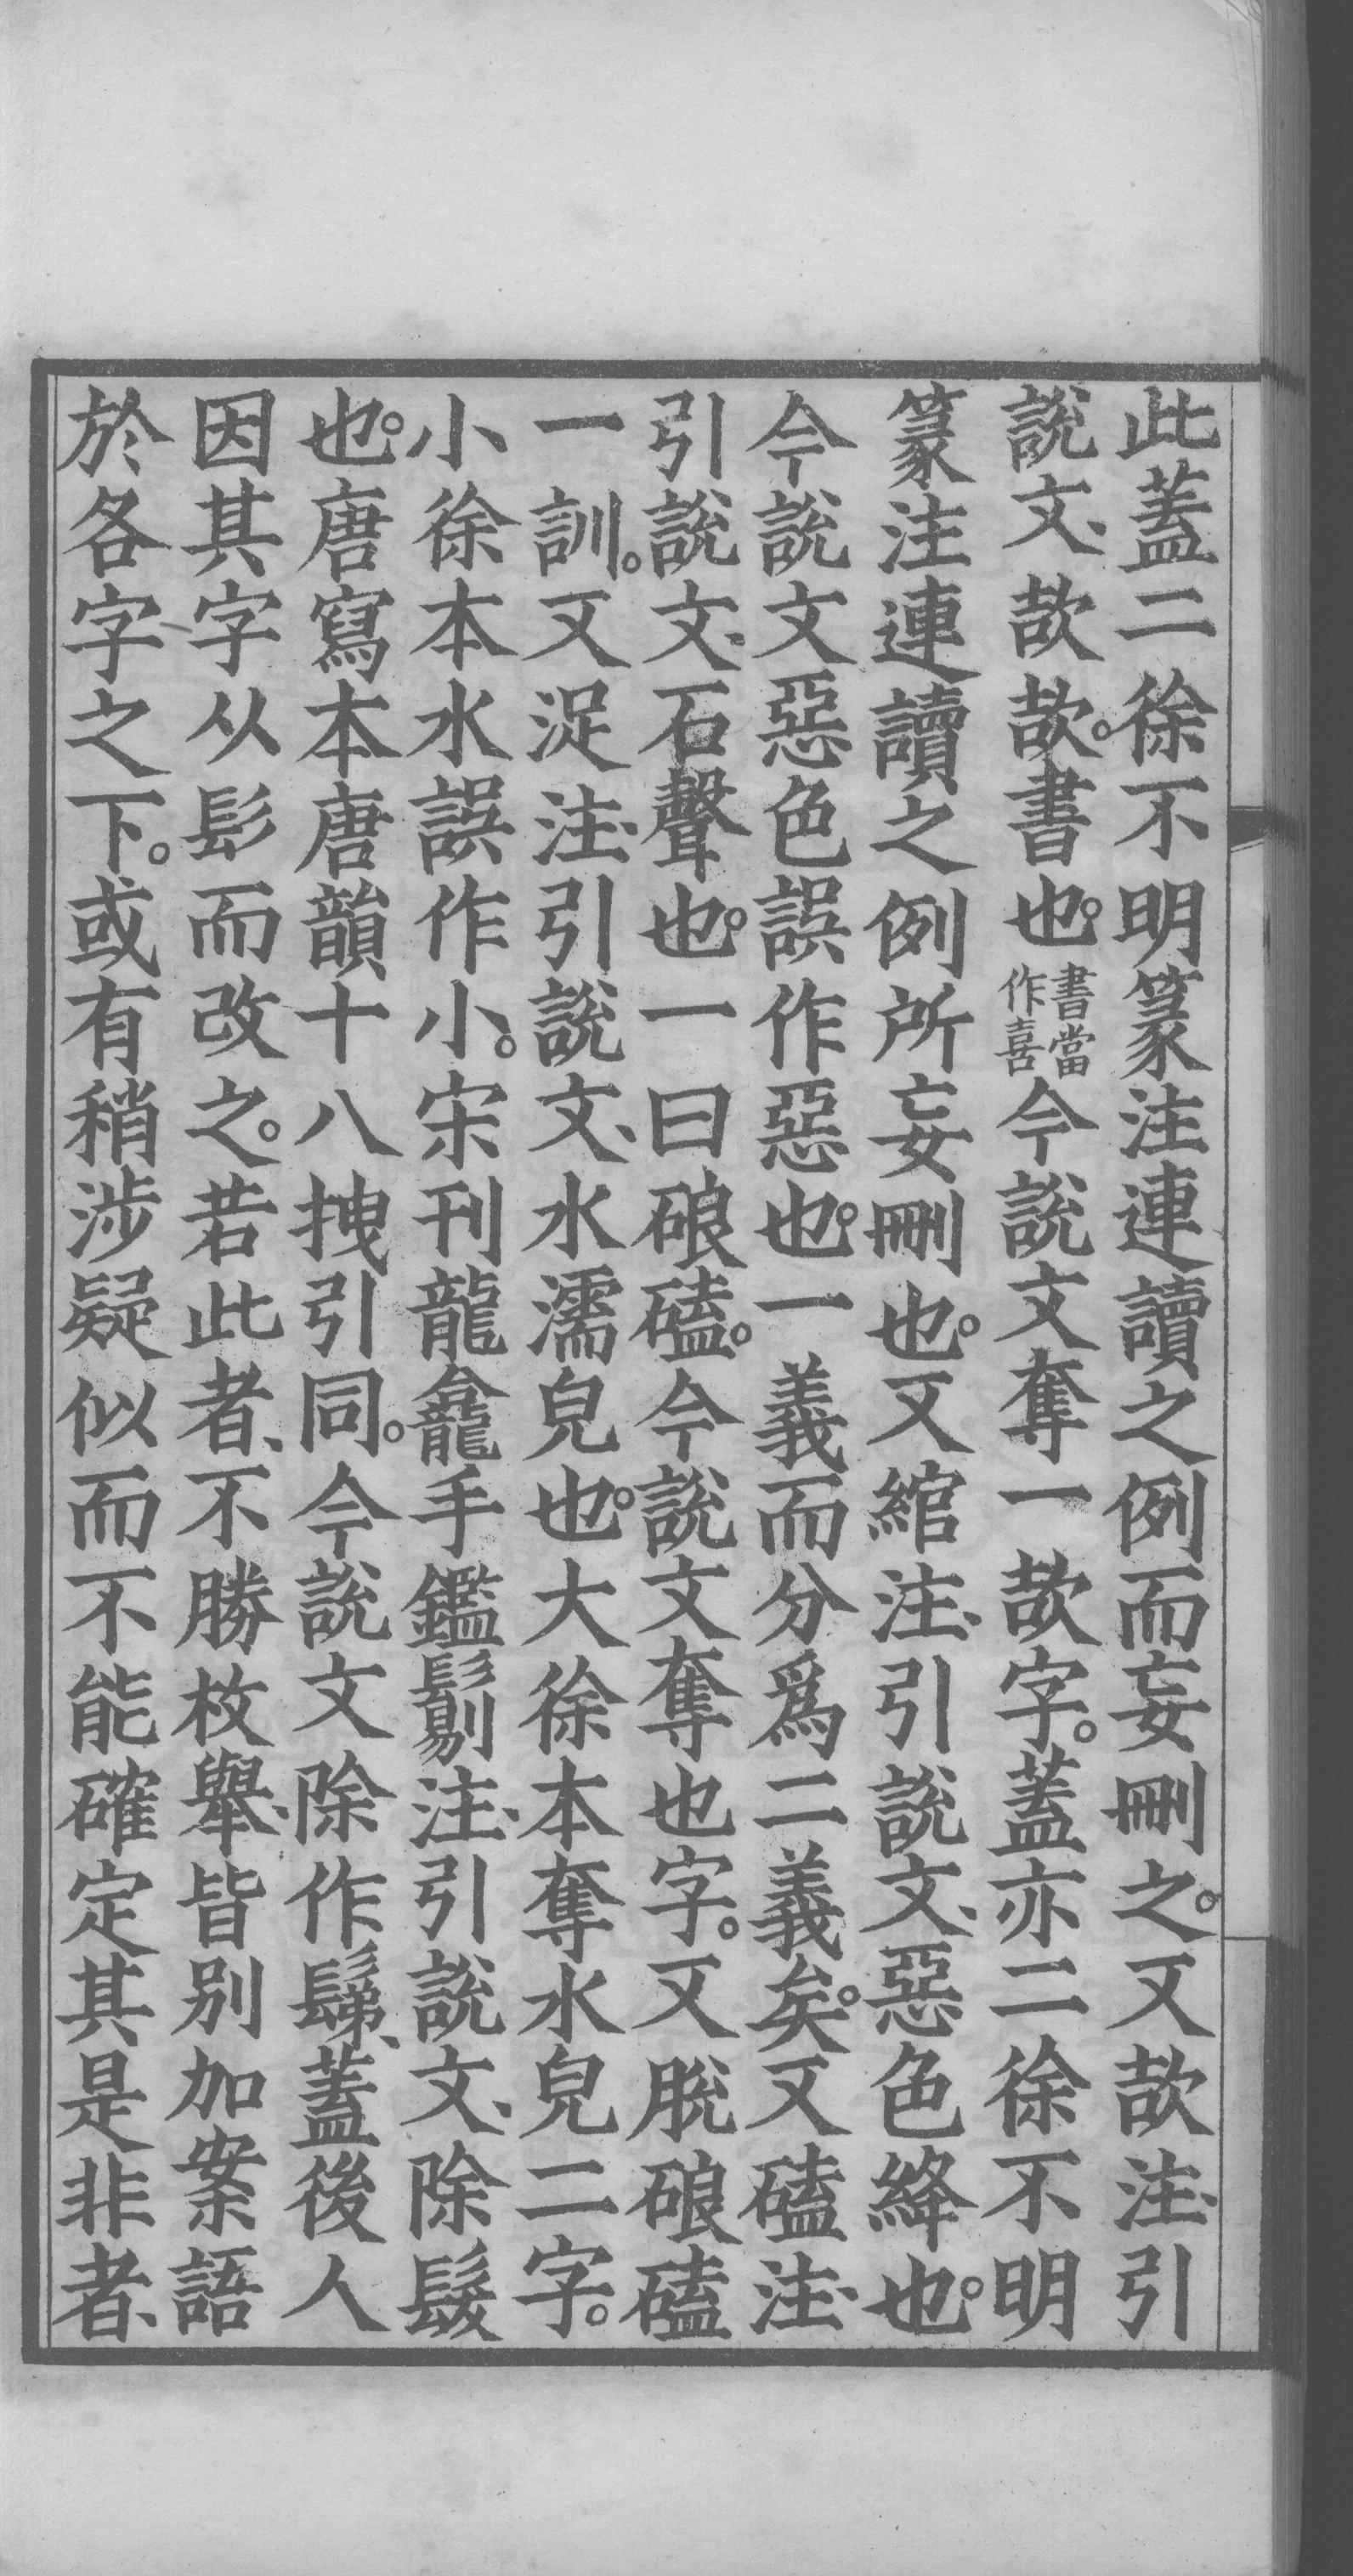 此蓋二徐不明篆注連讀之例而妄刪之。又欯注、引
說文、欯欯。書也。書當作喜今說文奪一欯字。蓋亦二徐不明
篆注連讀之例所妄刪也。又綰注、引說文、惡色絳也。
今說文惡色誤作惡也。一義而分爲二義矣。又磕注、
引說文、石聲也。一曰硠磕。今說文奪也字。又脫硠磕
一訓。又浞注、引說文、水濡皃也。大徐本奪水皃二字。
小徐本水誤作小。宋刊龍龕手鑑鬀注、引說文、除髮
也。唐寫本唐韻十八拽引同。今說文除作鬄、蓋後人
因其字从髟而改之。若此者、不勝枚舉、皆別加案語
於各字之下。或有稍涉疑似而不能確定其是非者、